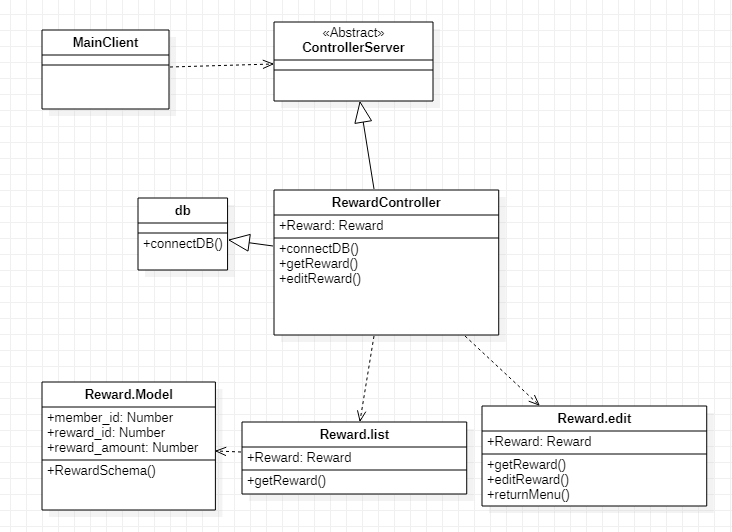 MainClient
«Abstract»
ControllerServer
db
+connectDB()
RewardController
+Reward: Reward
+connectDB()
+getReward()
+editReward()
Reward.Model
+member_id: Number
+reward_id: Number
+reward_amount: Number
+RewardSchema()
Reward.list
+Reward: Reward
+getReward()
Reward.edit
+Reward: Reward
+getReward()
+editReward()
+returnMenu()